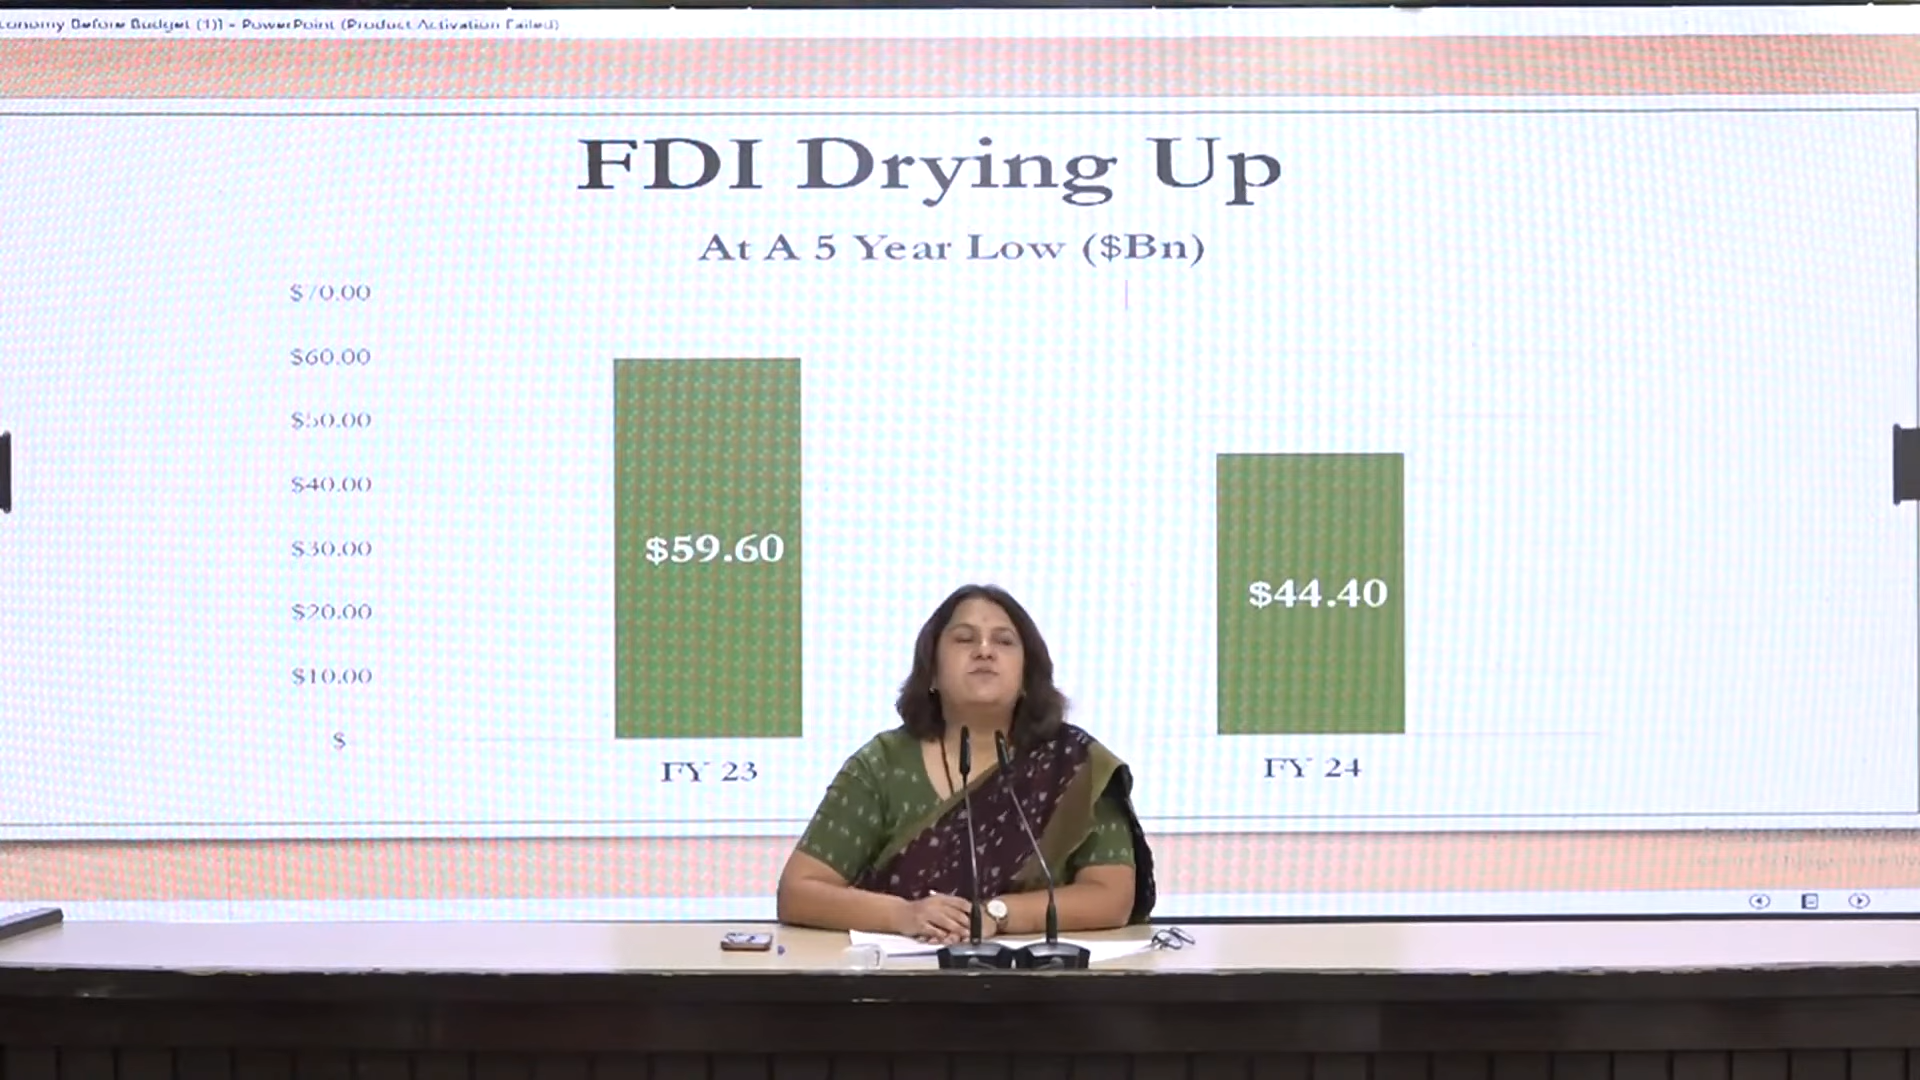 conomy Before Budget (1)] - PowerPoint (Product Activation Failed)
FDI Drying Up
At A 5 Year Low ($Bn)
$70.00
$60.00
$50.00
$40.00
$30.00
$20.00
$10.00
$
$59.60
$44.40
FY 23
FY 24